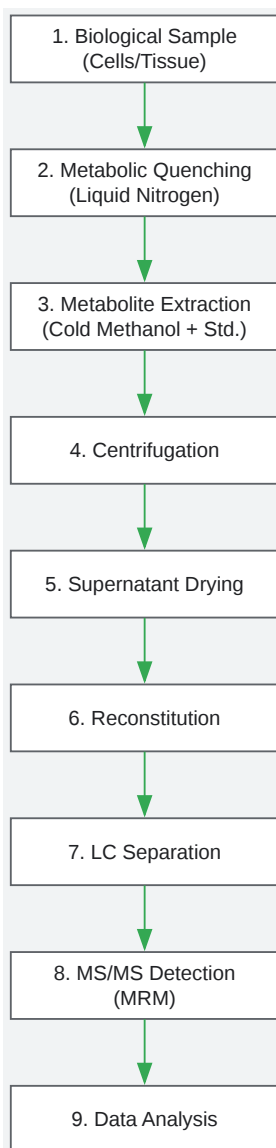 1. Biological Sample
(Cells/Tissue)
2. Metabolic Quenching
(Liquid Nitrogen)
3. Metabolite Extraction
(Cold Methanol + Std.)
4. Centrifugation
5. Supernatant Drying
6. Reconstitution
7. LC Separation
8. MS/MS Detection
(MRM)
9. Data Analysis